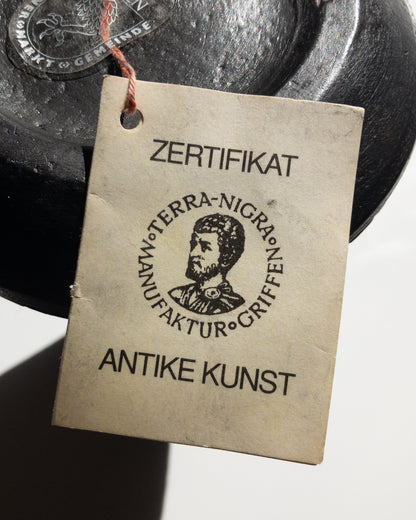 MARKT GEMEINDE
ZERTIFIKAT
TERRA-NIGRA
MANUFAKTUR GRIFFEN
ANTIKE KUNST